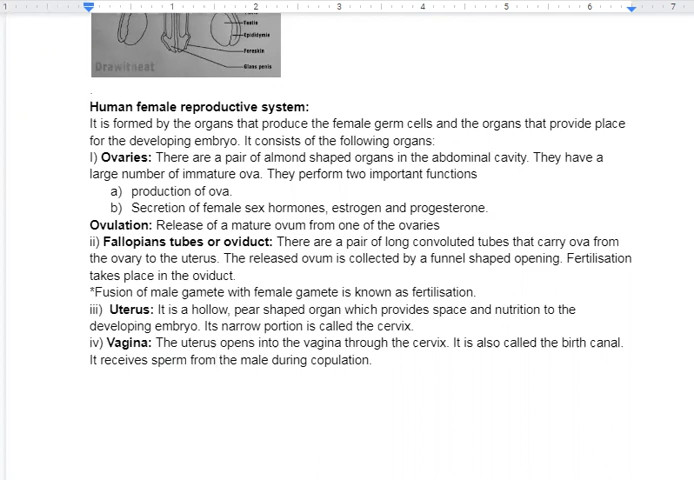 1 1 2 3 4 5 6 7
Testis
Epididymis
Foreskin
Glans penis
Drawitneat
Human female reproductive system:
It is formed by the organs that produce the female germ cells and the organs that provide place
for the developing embryo. It consists of the following organs:
I) Ovaries: There are a pair of almond shaped organs in the abdominal cavity. They have a
large number of immature ova. They perform two important functions
a) production of ova.
b) Secretion of female sex hormones, estrogen and progesterone.
Ovulation: Release of a mature ovum from one of the ovaries
ii) Fallopians tubes or oviduct: There are a pair of long convoluted tubes that carry ova from
the ovary to the uterus. The released ovum is collected by a funnel shaped opening. Fertilisation
takes place in the oviduct.
*Fusion of male gamete with female gamete is known as fertilisation.
iii) Uterus: It is a hollow, pear shaped organ which provides space and nutrition to the
developing embryo. Its narrow portion is called the cervix.
iv) Vagina: The uterus opens into the vagina through the cervix. It is also called the birth canal.
It receives sperm from the male during copulation.